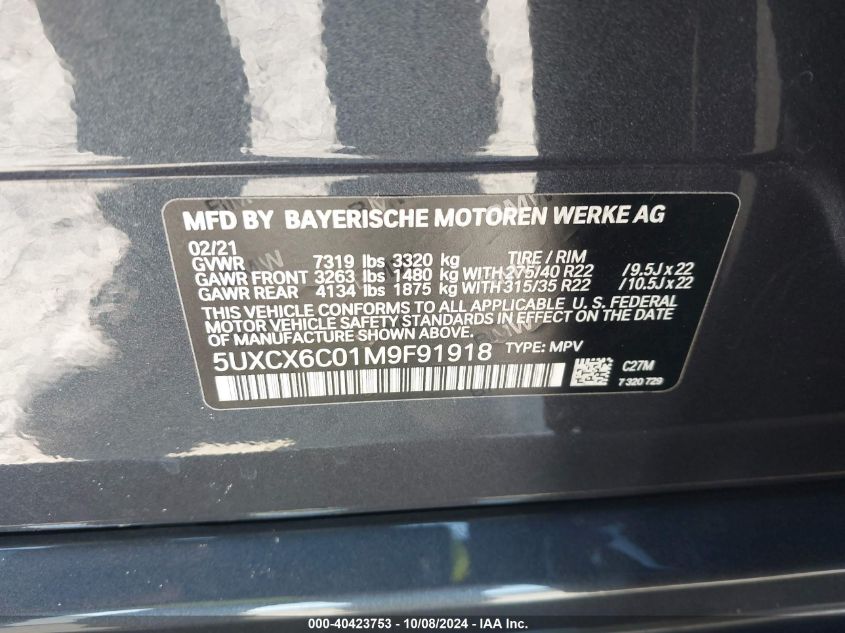 MFD BY BAYERISCHE MOTOREN WERKE AG
02/21
GVWR 7319 lbs 3320 kg TIRE / RIM
GAWR FRONT 3263 lbs 1480 kg WITH 275/40 R22 /9.5J x 22
GAWR REAR 4134 lbs 1875 kg WITH 315/35 R22 /10.5J x 22
THIS VEHICLE CONFORMS TO ALL APPLICABLE U. S. FEDERAL
MOTOR VEHICLE SAFETY STANDARDS IN EFFECT ON THE DATE
OF MANUFACTURE SHOWN ABOVE.
5UXCX6C01M9F91918 TYPE: MPV
C27M
7 320 729
000-40423753 - 10/08/2024 - IAA Inc.